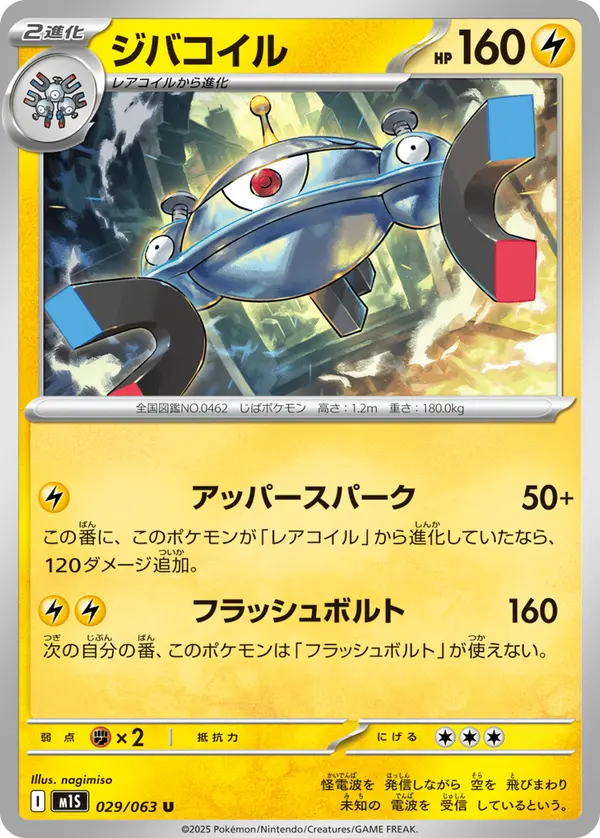 2進化 ジバコイル HP 160
レアコイルから進化
全国図鑑NO.0462 じばポケモン 高さ:1.2m 重さ:180.0kg
アッパースパーク 50+
この番に、このポケモンが「レアコイル」から進化していたなら、
120ダメージ追加。
フラッシュボルト 160
次の自分の番、このポケモンは「フラッシュボルト」が使えない。
弱点 ×2 抵抗力 にげる
Illus. nagimiso
I M1S 029/063 U
怪電波を 発信しながら 空を 飛びまわり
未知の 電波を 受信 しているという。
©2025 Pokémon/Nintendo/Creatures/GAME FREAK.